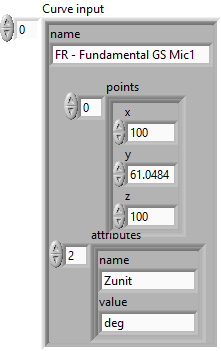 Curve input
0
name
FR - Fundamental GS Mic1
points
0
x
100
y
61.0484
z
100
attributes
2
name
Zunit
value
deg